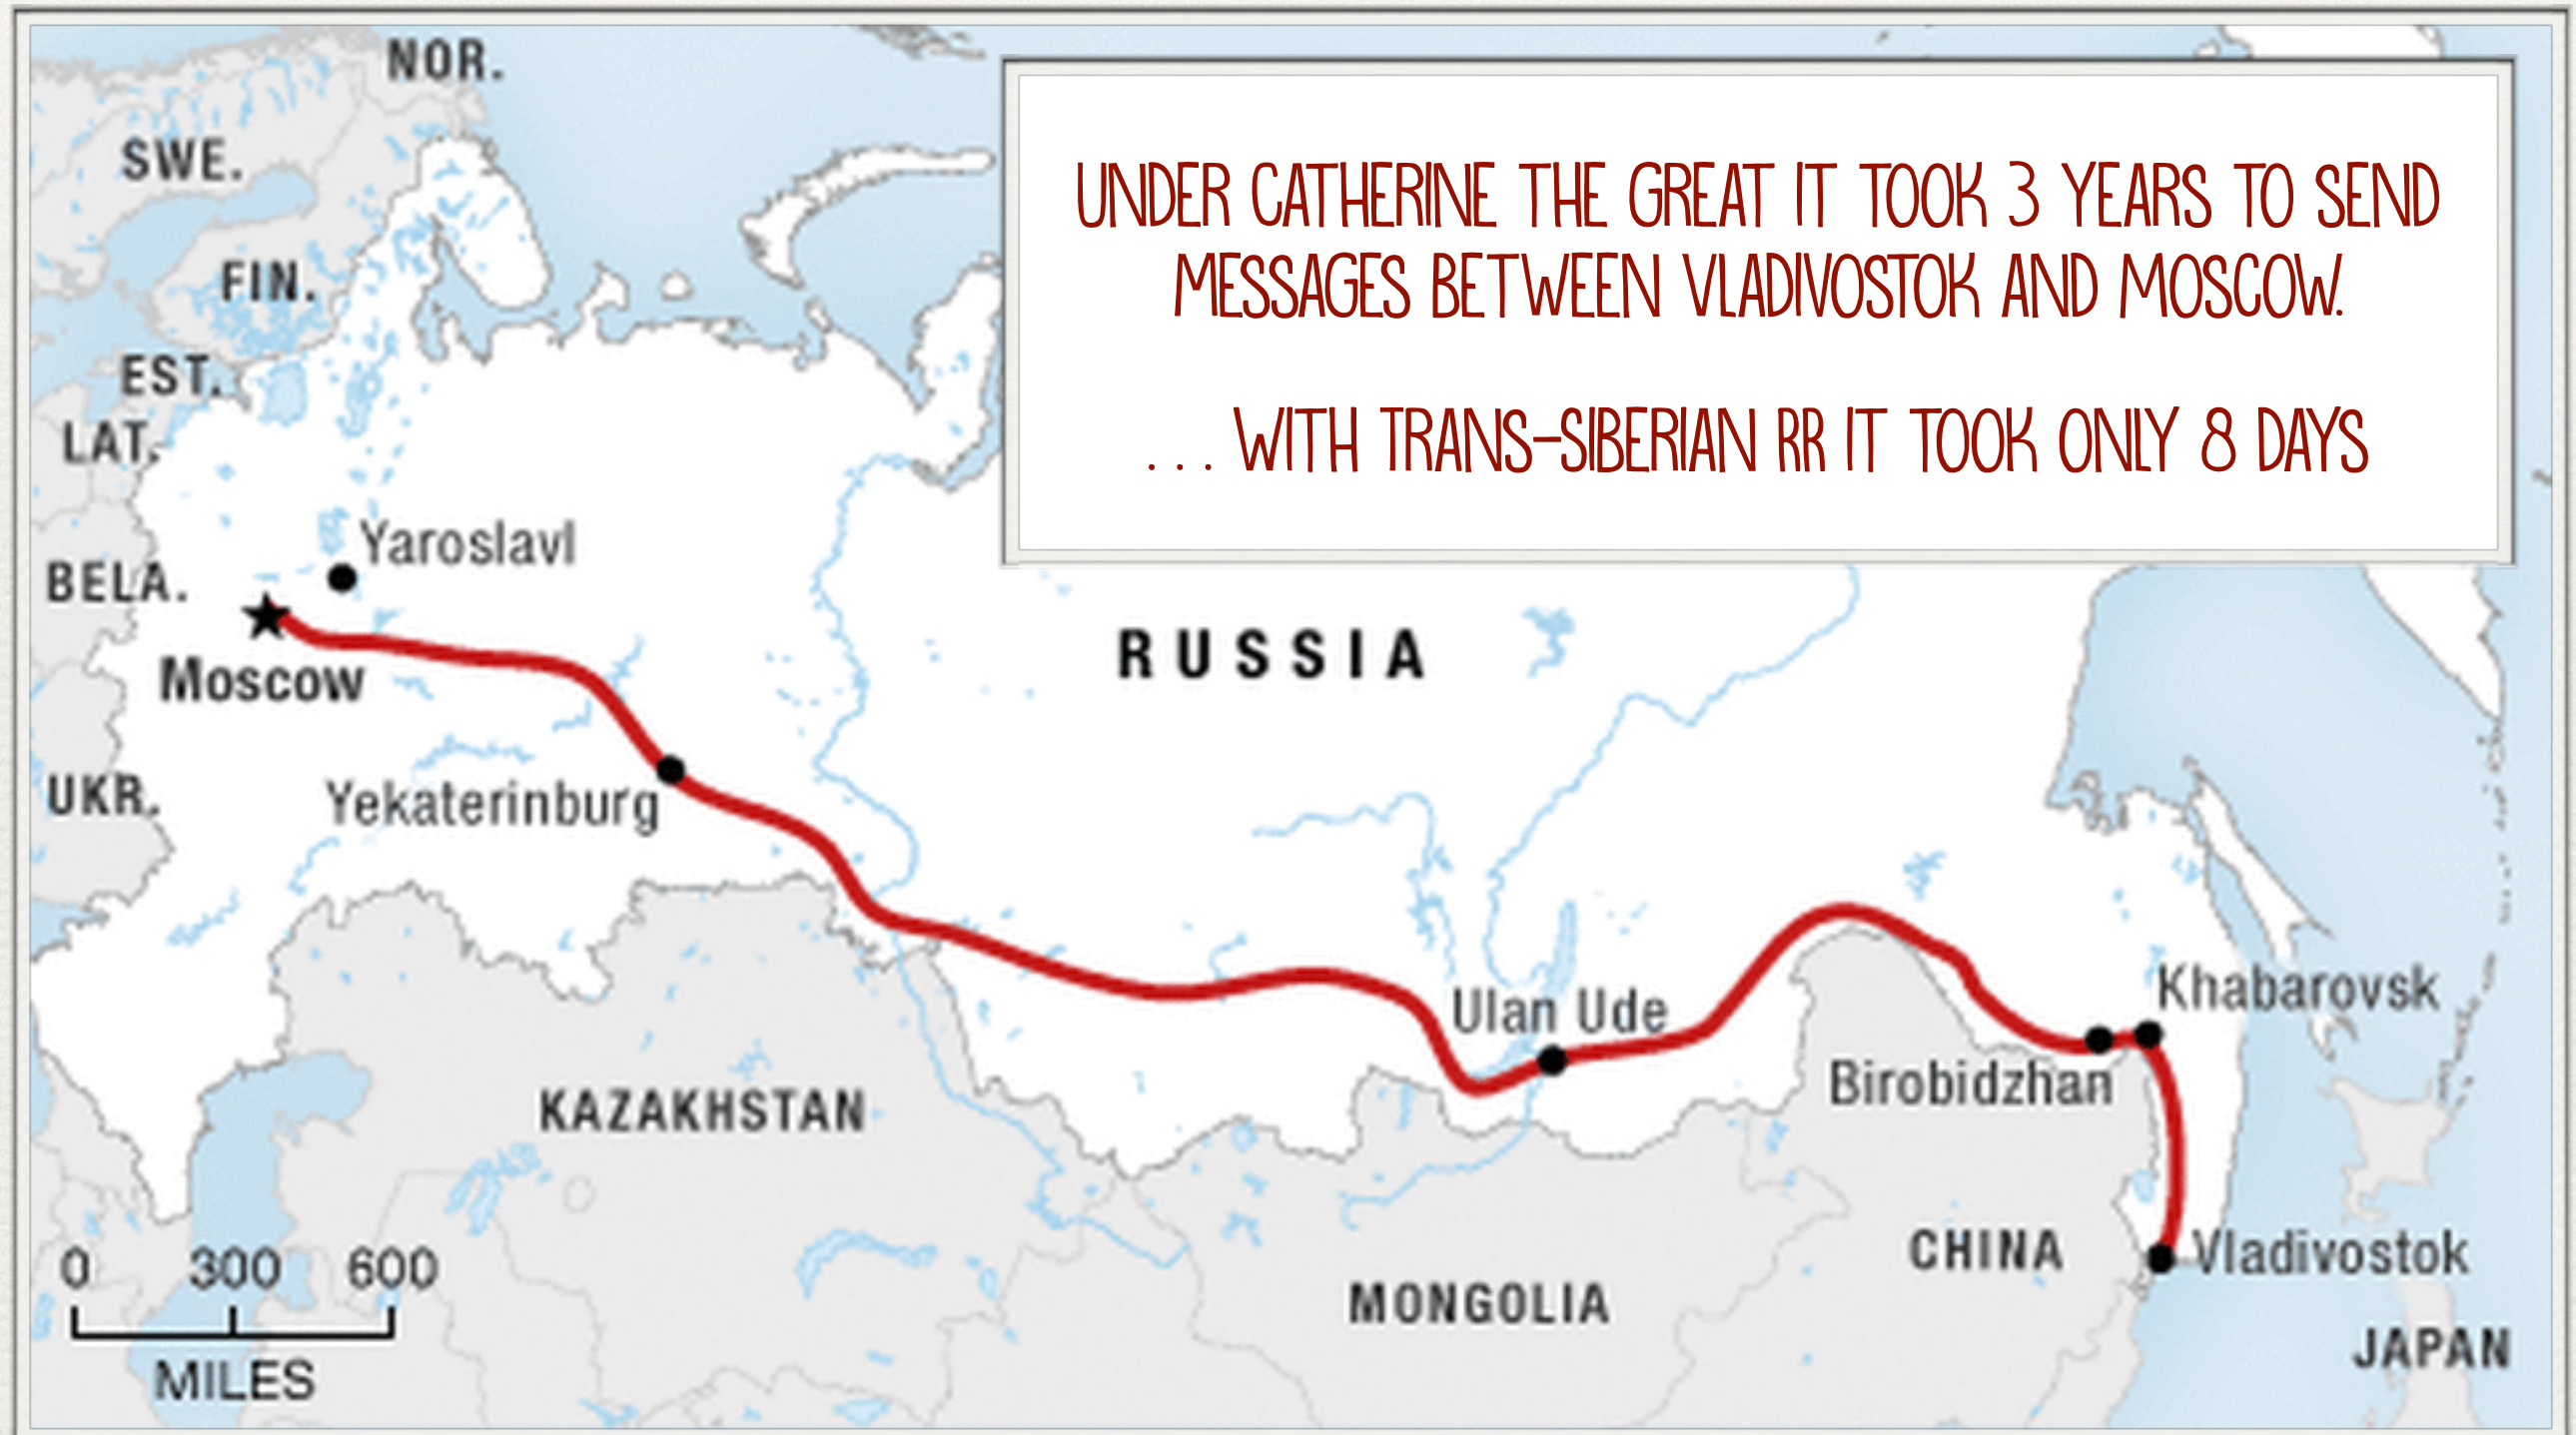 NOR.
UNDER CATHERINE THE GREAT IT TOOK 3 YEARS TO SEND
MESSAGES BETWEEN VLADIVOSTOK AND MOSCOW.
. . . WITH TRANS-SIBERIAN RR IT TOOK ONLY 8 DAYS
SWE.
FIN.
EST.
LAT.
Yaroslavl
BELA.
RUSSIA
Moscow
UKR.
Yekaterinburg
Khabarovsk
Ulan Ude
Birobidzhan
KAZAKHSTAN
CHINA
Vladivostok
0 300 600
MILES
MONGOLIA
JAPAN